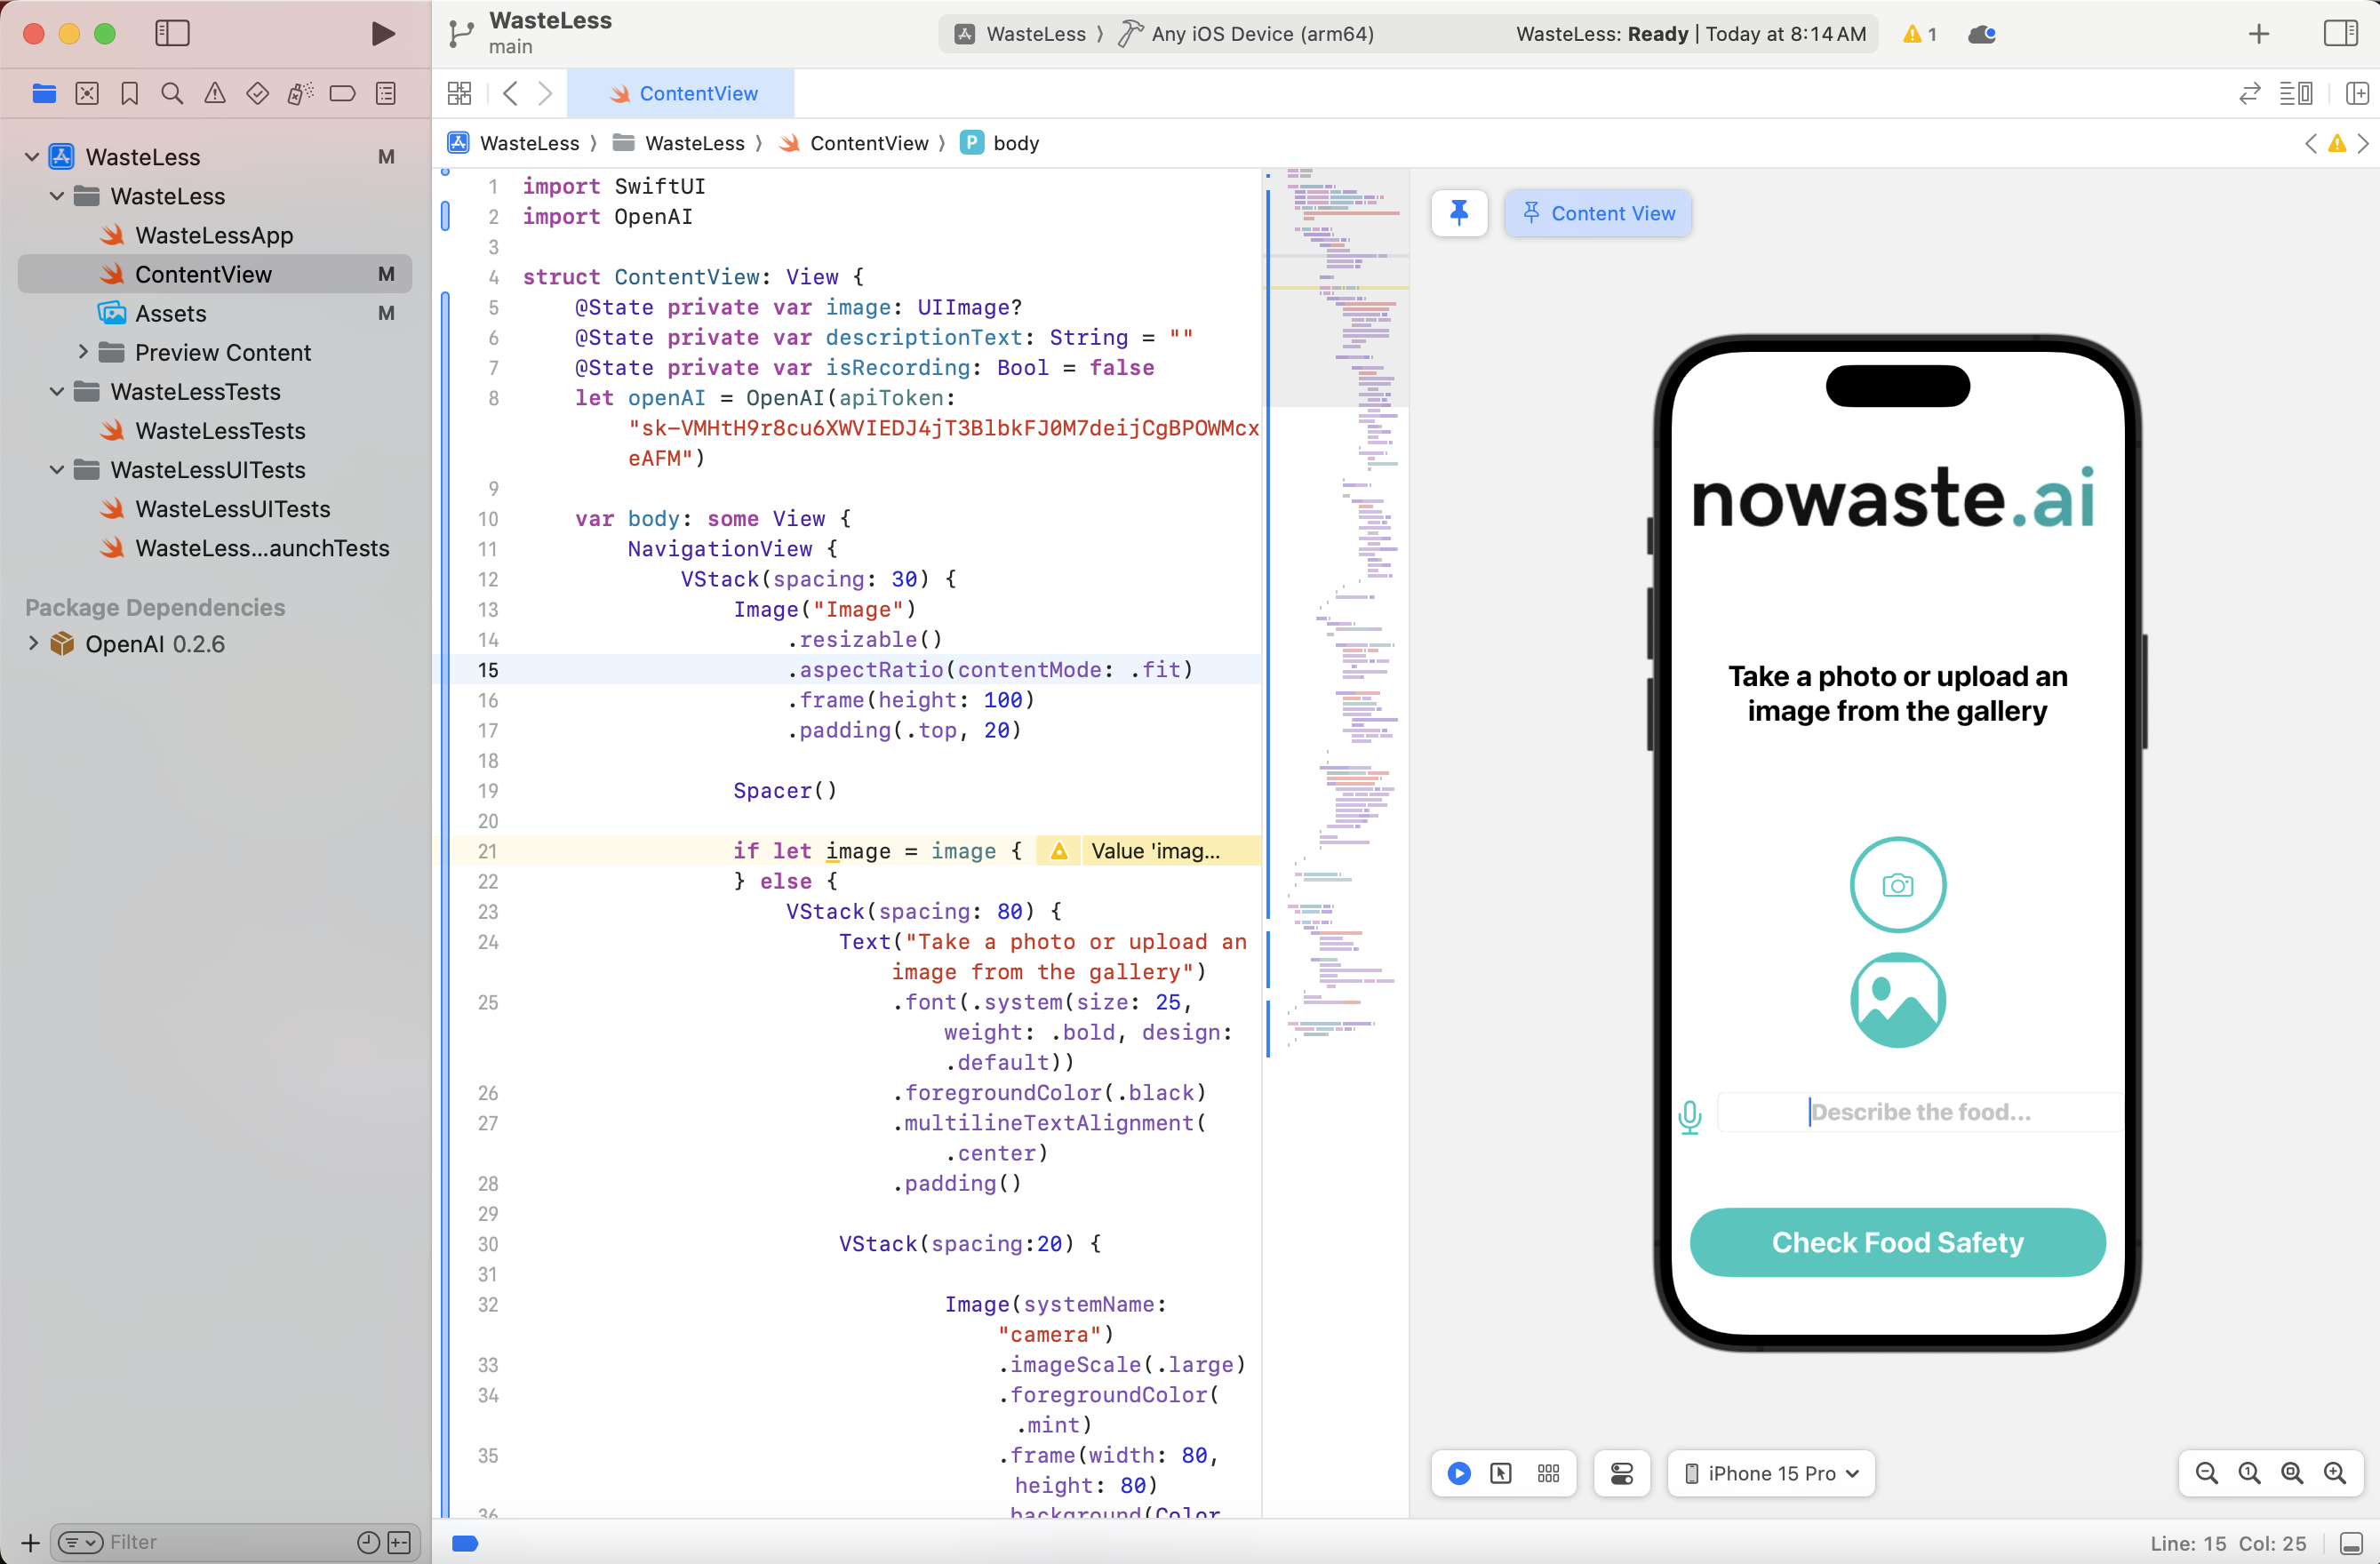 WasteLess
main
WasteLess 〉 Any iOS Device (arm64)
WasteLess: Ready | Today at 8:14 AM
1
ContentView
WasteLess 〉 WasteLess 〉 ContentView 〉 P body
WasteLess M
WasteLess
WasteLessApp
ContentView M
Assets M
Preview Content
WasteLessTests
WasteLessTests
WasteLessUITests
WasteLessUITests
WasteLess...aunchTests
Package Dependencies
OpenAI 0.2.6
Filter
1 import SwiftUI
2 import OpenAI
3
4 struct ContentView: View {
5 @State private var image: UIImage?
6 @State private var descriptionText: String = ""
7 @State private var isRecording: Bool = false
8 let openAI = OpenAI(apiToken:
"sk-VMHtH9r8cu6XWVIEDJ4jT3BlbkFJ0M7deijCgBPOWMcx
eAFM")
9
10 var body: some View {
11 NavigationView {
12 VStack(spacing: 30) {
13 Image("Image")
14 .resizable()
15 .aspectRatio(contentMode: .fit)
16 .frame(height: 100)
17 .padding(.top, 20)
18
19 Spacer()
20
21 if let image = image { Value 'imag...
22 } else {
23 VStack(spacing: 80) {
24 Text("Take a photo or upload an
image from the gallery")
25 .font(.system(size: 25,
weight: .bold, design:
.default))
26 .foregroundColor(.black)
27 .multilineTextAlignment(
.center)
28 .padding()
29
30 VStack(spacing:20) {
31
32 Image(systemName:
"camera")
33 .imageScale(.large)
34 .foregroundColor(
.mint)
35 .frame(width: 80,
height: 80)
36 .background(Color
Content View
nowaste.ai
Take a photo or upload an
image from the gallery
Describe the food...
Check Food Safety
iPhone 15 Pro
Line: 15 Col: 25